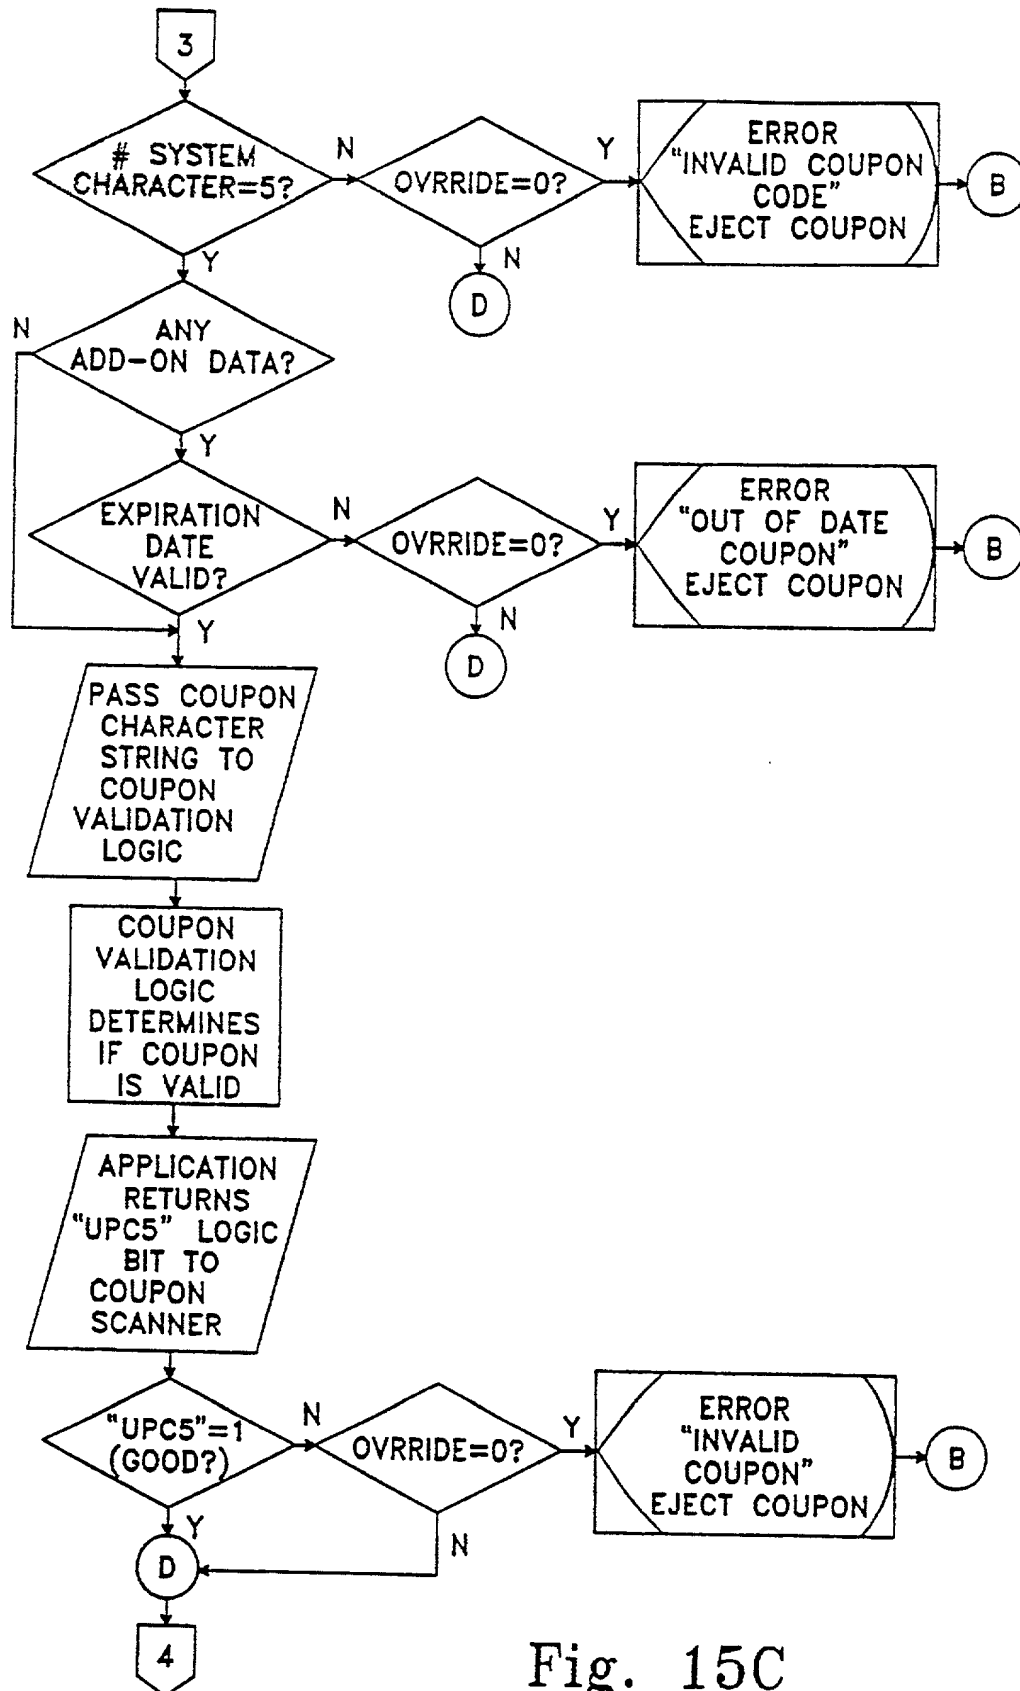 3
# SYSTEM
CHARACTER=5?
N
OVRRIDE=0?
Y
ERROR
"INVALID COUPON
CODE"
EJECT COUPON
B
Y
N
D
N
ANY
ADD-ON DATA?
Y
EXPIRATION
DATE
VALID?
N
OVRRIDE=0?
Y
ERROR
"OUT OF DATE
COUPON"
EJECT COUPON
B
Y
N
D
PASS COUPON
CHARACTER
STRING TO
COUPON
VALIDATION
LOGIC
COUPON
VALIDATION
LOGIC
DETERMINES
IF COUPON
IS VALID
APPLICATION
RETURNS
"UPC5" LOGIC
BIT TO
COUPON
SCANNER
"UPC5"=1
(GOOD?)
N
OVRRIDE=0?
Y
ERROR
"INVALID
COUPON"
EJECT COUPON
B
Y
N
D
4
Fig. 15C